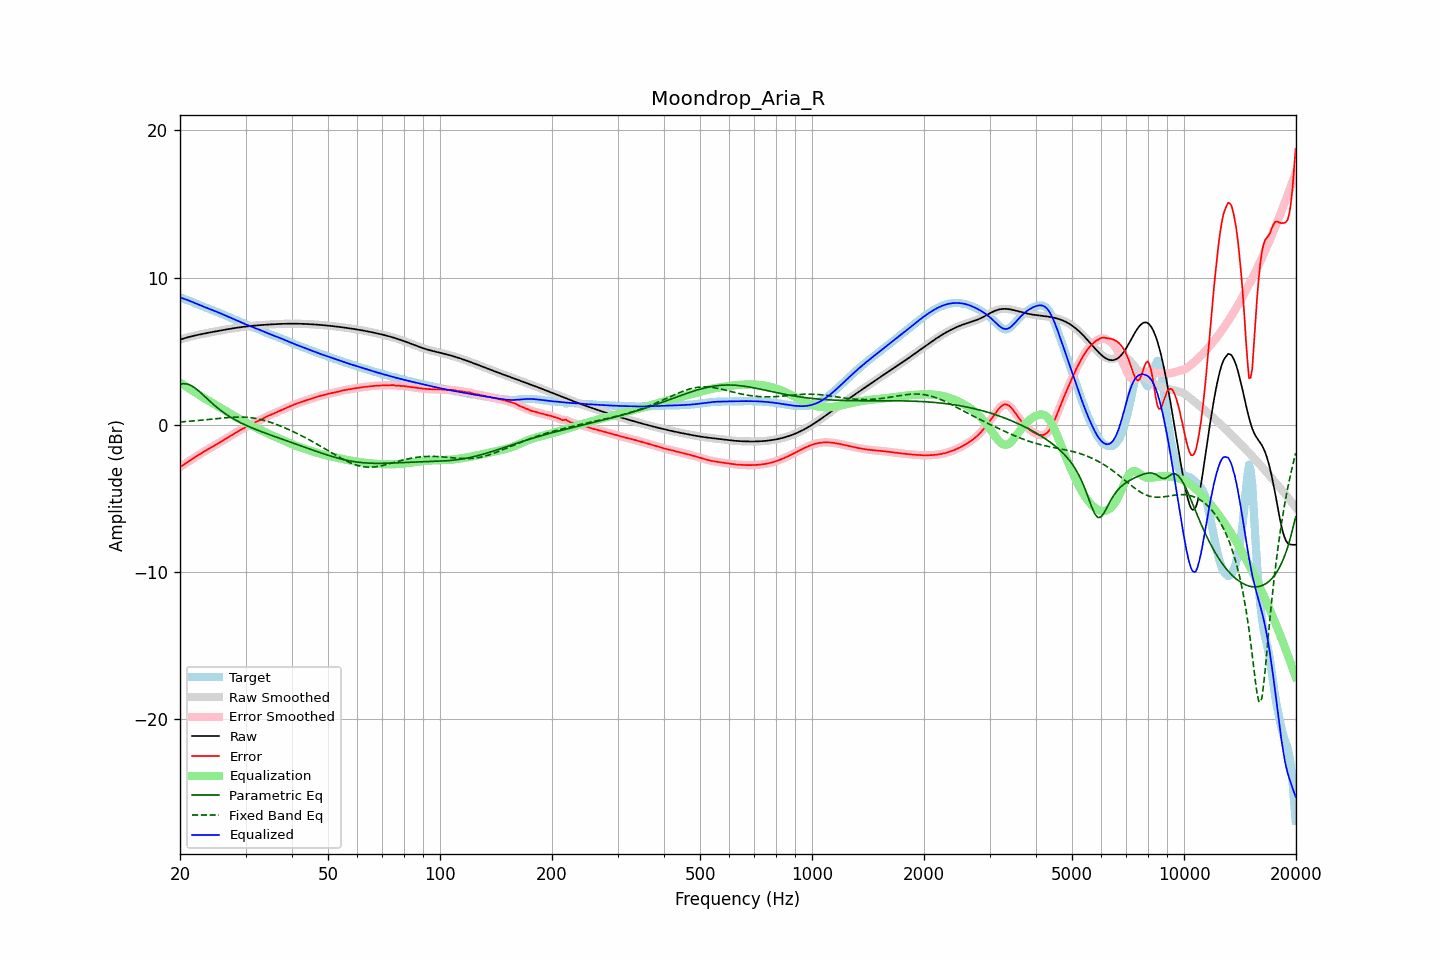 Moondrop_Aria_R
20
10
0
−10
−20
Amplitude (dBr)
Target
Raw Smoothed
Error Smoothed
Raw
Error
Equalization
Parametric Eq
Fixed Band Eq
Equalized
20 50 100 200 500 1000 2000 5000 10000 20000
Frequency (Hz)